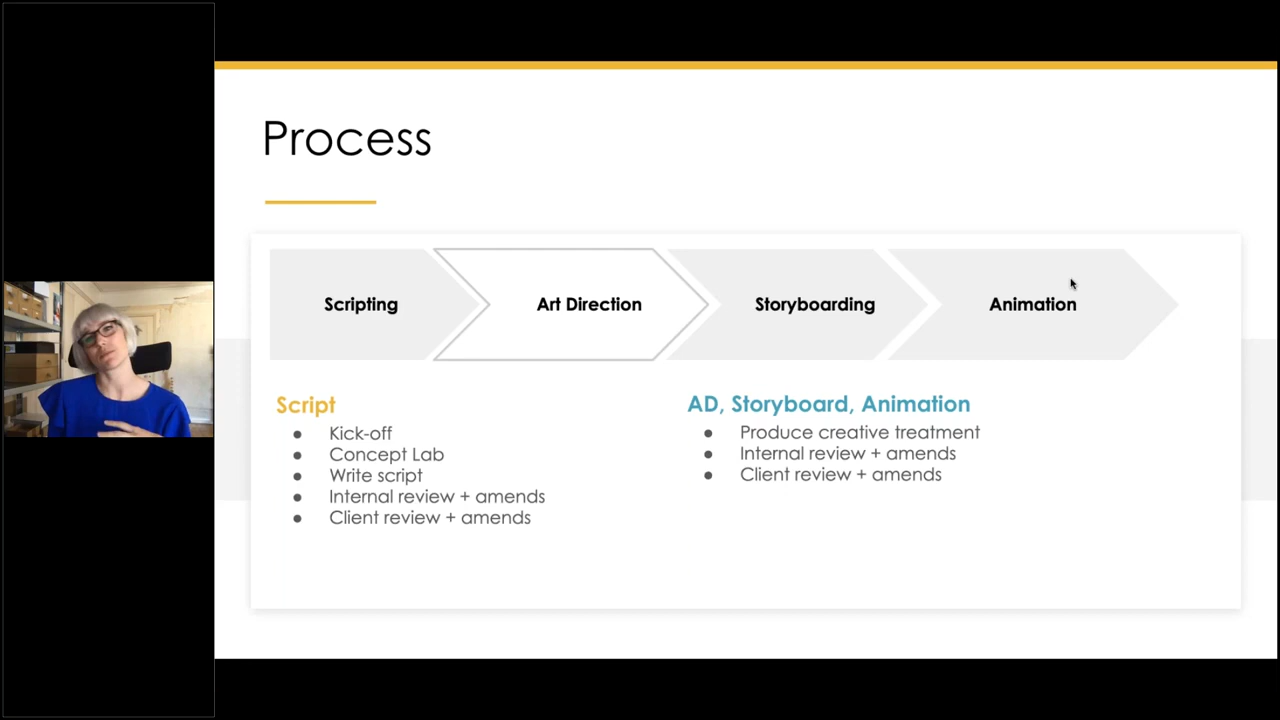 Process
Scripting
Art Direction
Storyboarding
Animation
Script
● Kick-off
● Concept Lab
● Write script
● Internal review + amends
● Client review + amends
AD, Storyboard, Animation
● Produce creative treatment
● Internal review + amends
● Client review + amends